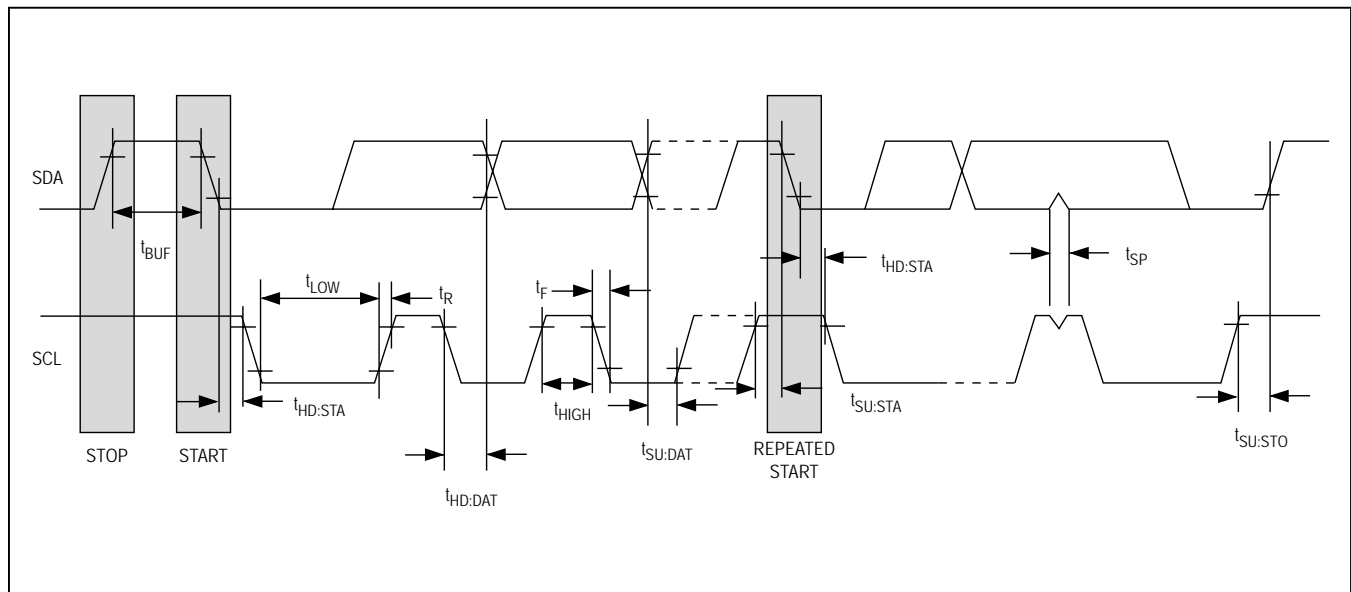 SDA
tBUF
tLOW
tR
tF
tHD:STA
tSP
SCL
tHD:STA
tHIGH
tSU:DAT
tSU:STA
tSU:STO
STOP
START
REPEATED
START
tHD:DAT